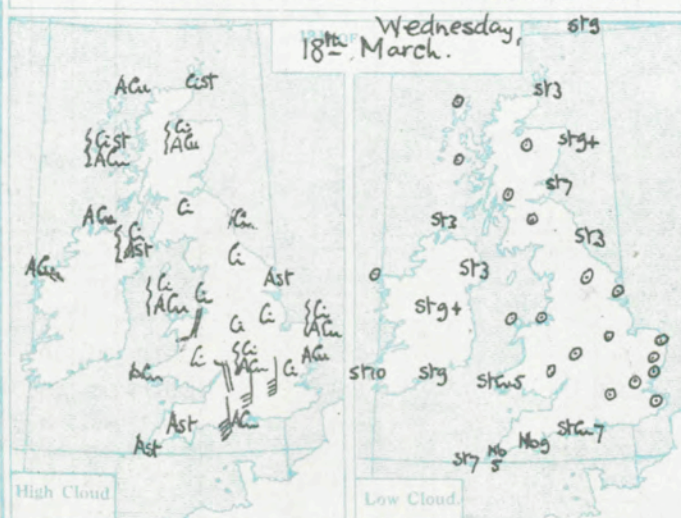 Wednesday,
18th March.
ACu
Cist
{Cist
{ACu
{Ci
{ACu
Ci
ACu
{Ci
{Ast
ACu
Ci
Ast
{Ci
{ACu
Ci
Ci
Ci
{Ci
{ACu
ACu
Ci
{Ci
{ACu
Ci
ACu
Ast
ACu
Ast
High Cloud.
St9
St3
St9+
St7
St3
St3
St3
St9+
St10
St9
StCu5
StCu7
Nb9
Nb
5
St7
Low Cloud.